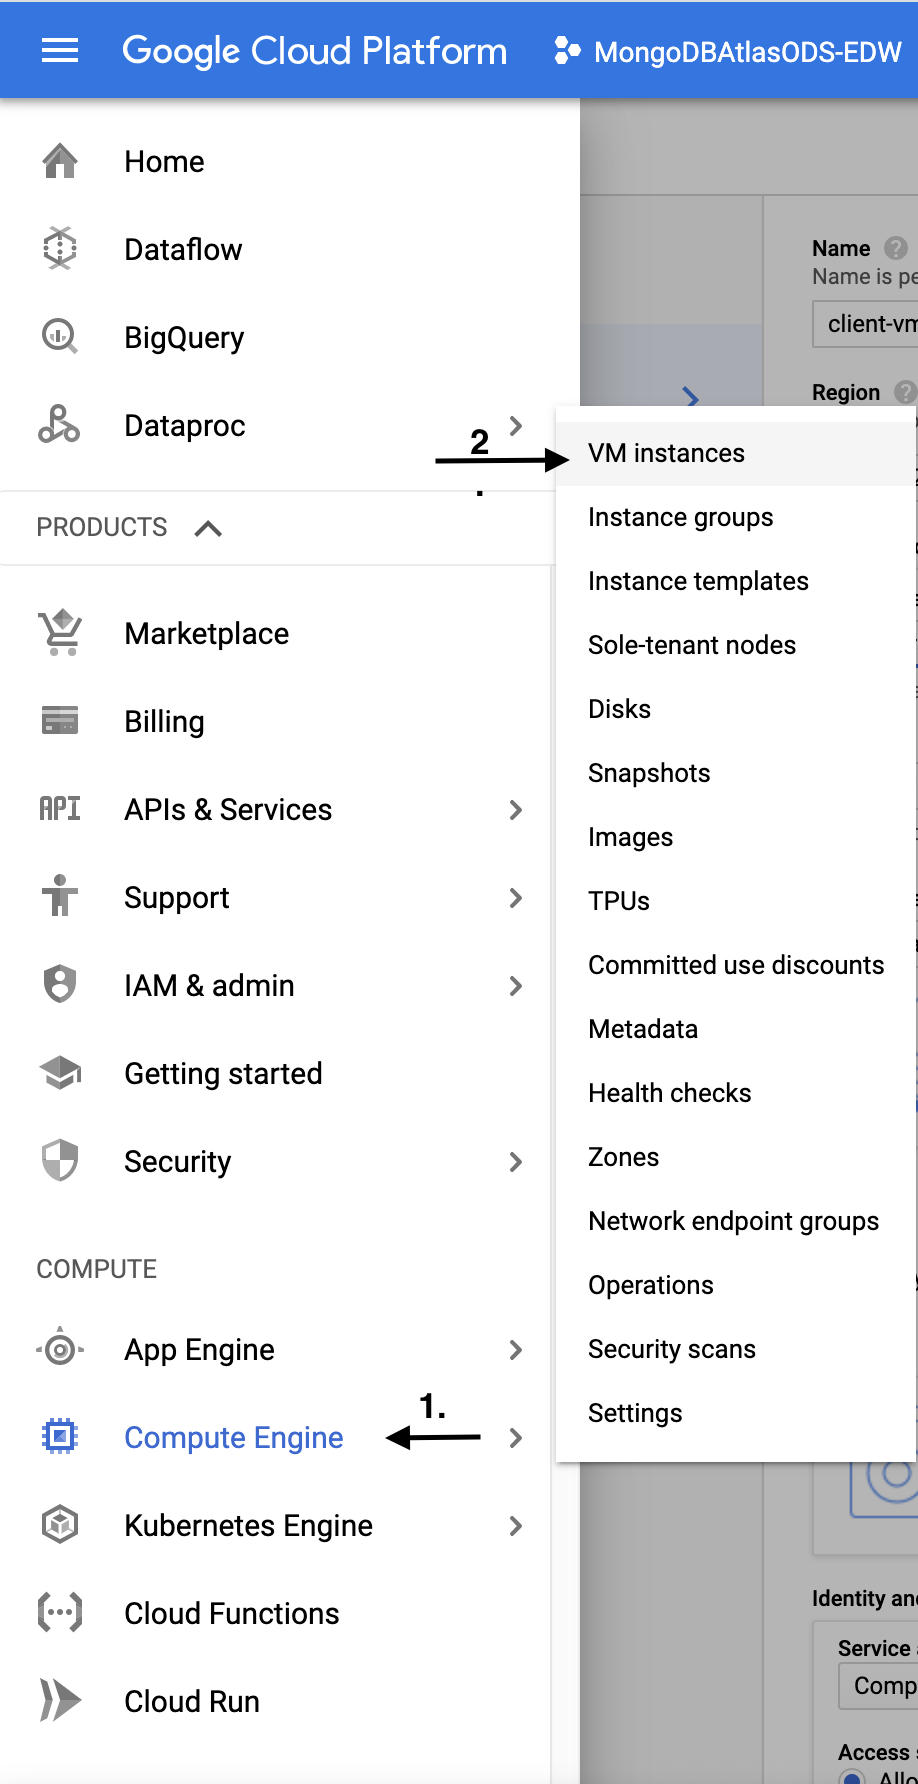 Google Cloud Platform MongoDBAtlasODS-EDW
Home
Dataflow
BigQuery
Dataproc
PRODUCTS
Marketplace
Billing
API APIs & Services
Support
IAM & admin
Getting started
Security
COMPUTE
App Engine
Compute Engine
1.
Kubernetes Engine
Cloud Functions
Cloud Run
2.
VM instances
Instance groups
Instance templates
Sole-tenant nodes
Disks
Snapshots
Images
TPUs
Committed use discounts
Metadata
Health checks
Zones
Network endpoint groups
Operations
Security scans
Settings
Name
Name is pe
client-vm
Region
Identity and
Service
Comp
Access s
Allo